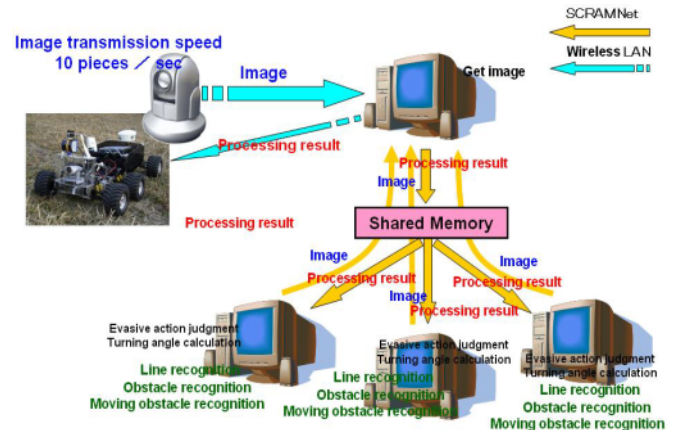 SCRAMNet
Image transmission speed
10 pieces / sec
Image
Wireless LAN
Get image
Processing result
Processing result
Image
Processing result
Shared Memory
Image
Image
Processing result
Processing result
Image
Processing result
Evasive action judgment
Turning angle calculation
Line recognition
Obstacle recognition
Moving obstacle recognition
Evasive action judgment
Turning angle calculation
Line recognition
Obstacle recognition
Moving obstacle recognition
Evasive action judgment
Turning angle calculation
Line recognition
Obstacle recognition
Moving obstacle recognition